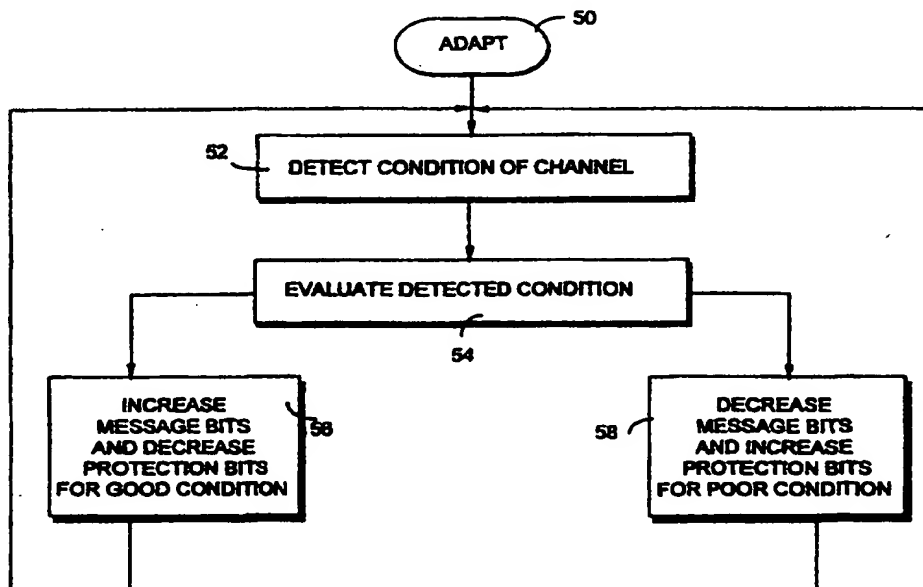 50
ADAPT
52
DETECT CONDITION OF CHANNEL
EVALUATE DETECTED CONDITION
54
INCREASE
MESSAGE BITS
AND DECREASE
PROTECTION BITS
FOR GOOD CONDITION
56
58
DECREASE
MESSAGE BITS
AND INCREASE
PROTECTION BITS
FOR POOR CONDITION